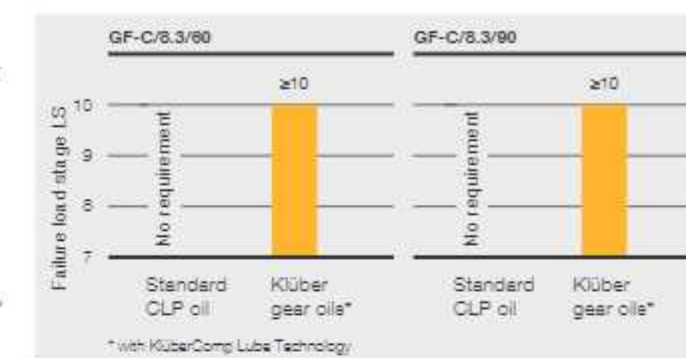 GF-C/8.3/60
GF-C/8.3/90
≥10
≥10
Failure load stage LS
10
9
8
7
No requirement
No requirement
Standard
CLP oil
Klüber
gear oils*
Standard
CLP oil
Klüber
gear oils*
* with KlüberComp Lube Technology